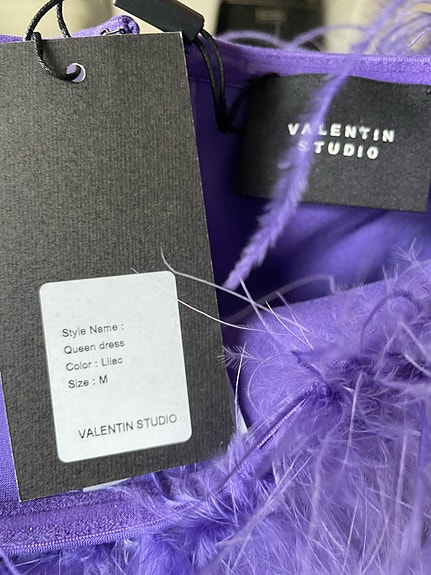 VALENTIN
STUDIO
Style Name :
Queen dress
Color : Lilac
Size : M
VALENTIN STUDIO